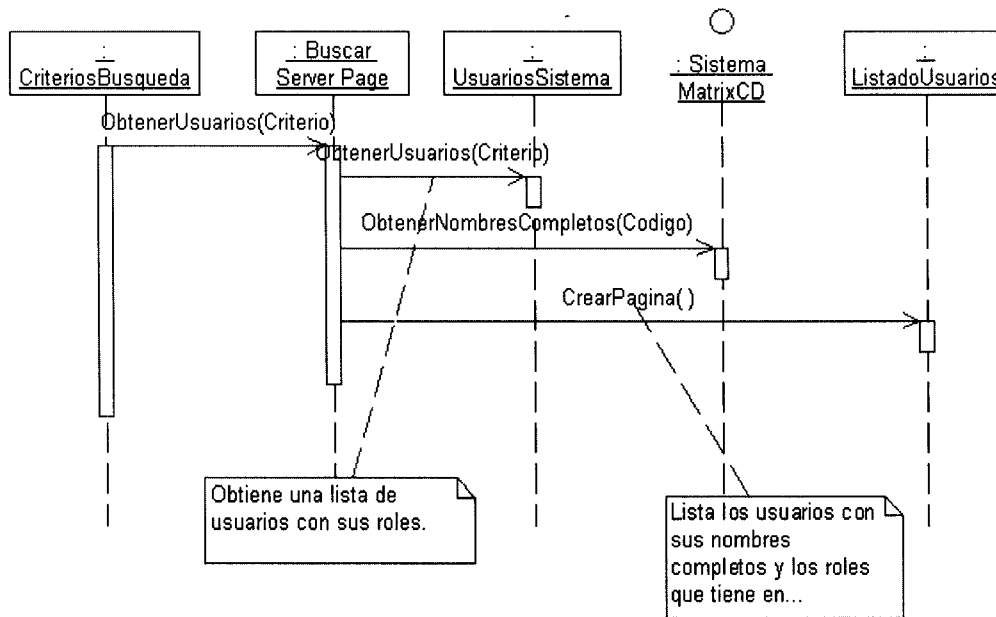 :
CriteriosBusqueda
: Buscar
Server Page
:
UsuariosSistema
: Sistema
MatrixCD
:
ListadoUsuarios
ObtenerUsuarios(Criterio)
ObtenerUsuarios(Criterio)
ObtenerNombresCompletos(Codigo)
CrearPagina( )
Obtiene una lista de
usuarios con sus roles.
Lista los usuarios con
sus nombres
completos y los roles
que tiene en...